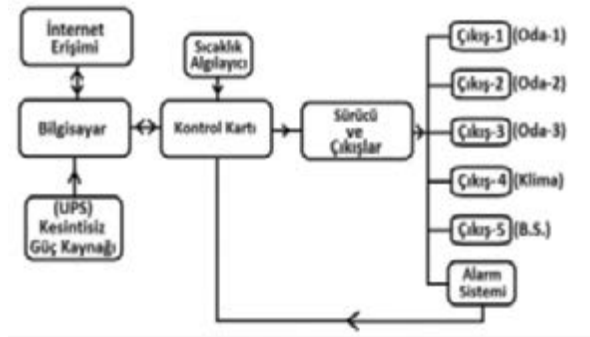 İnternet
Erişimi
Sıcaklık
Algılayıcı
Bilgisayar
Kontrol Kartı
Sürücü
ve
Çıkışlar
(UPS)
Kesintisiz
Güç Kaynağı
Çıkış-1 (Oda-1)
Çıkış-2 (Oda-2)
Çıkış-3 (Oda-3)
Çıkış-4 (Klima)
Çıkış-5 (B.S.)
Alarm
Sistemi